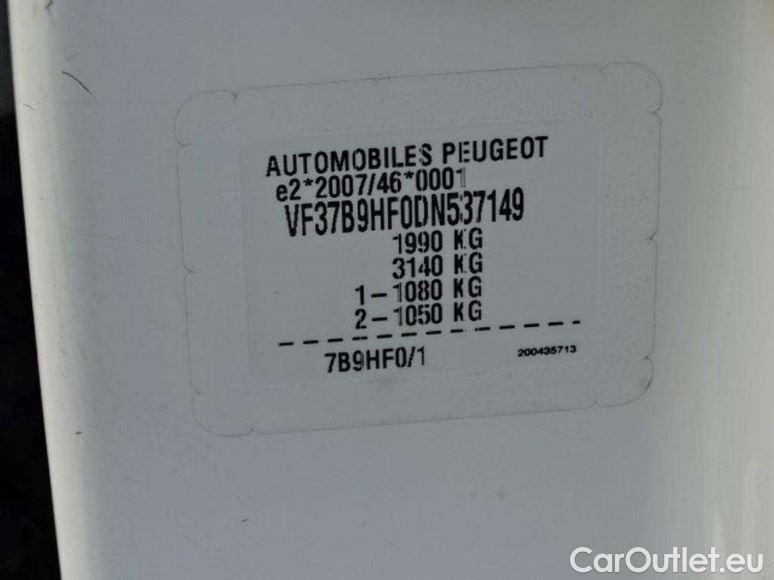 AUTOMOBILES PEUGEOT
e2*2007/46*0001
VF37B9HF0DN537149
1990 KG
3140 KG
1-1080 KG
2-1050 KG
7B9HF0/1
200435713
CarOutlet.eu